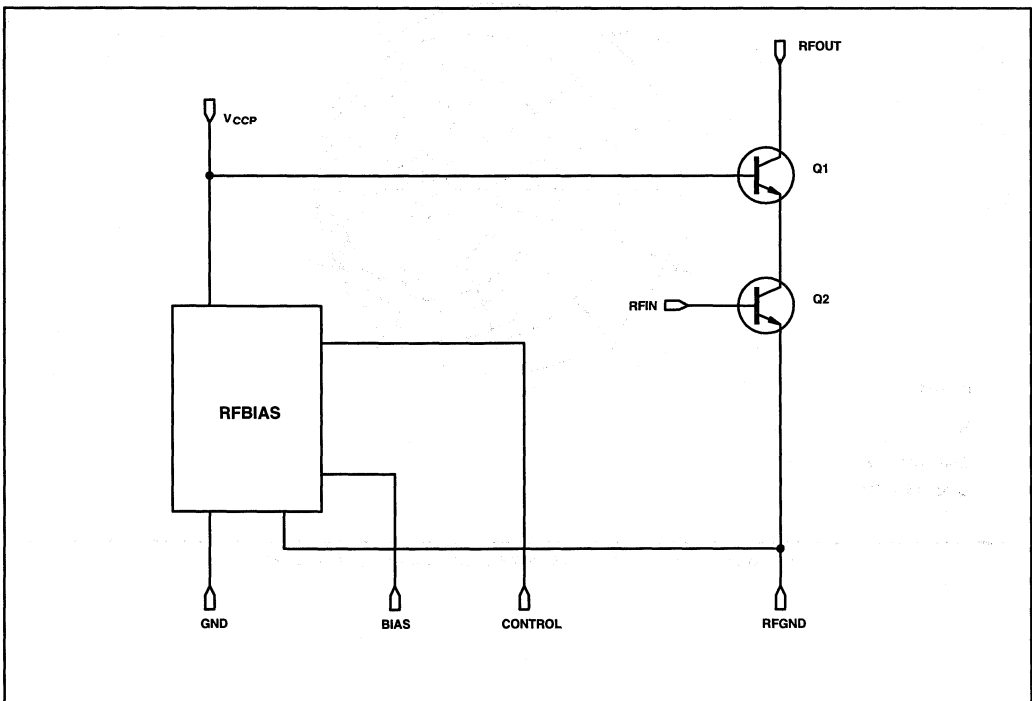 RFOUT
VCCP
Q1
Q2
RFIN
RFBIAS
GND
BIAS
CONTROL
RFGND